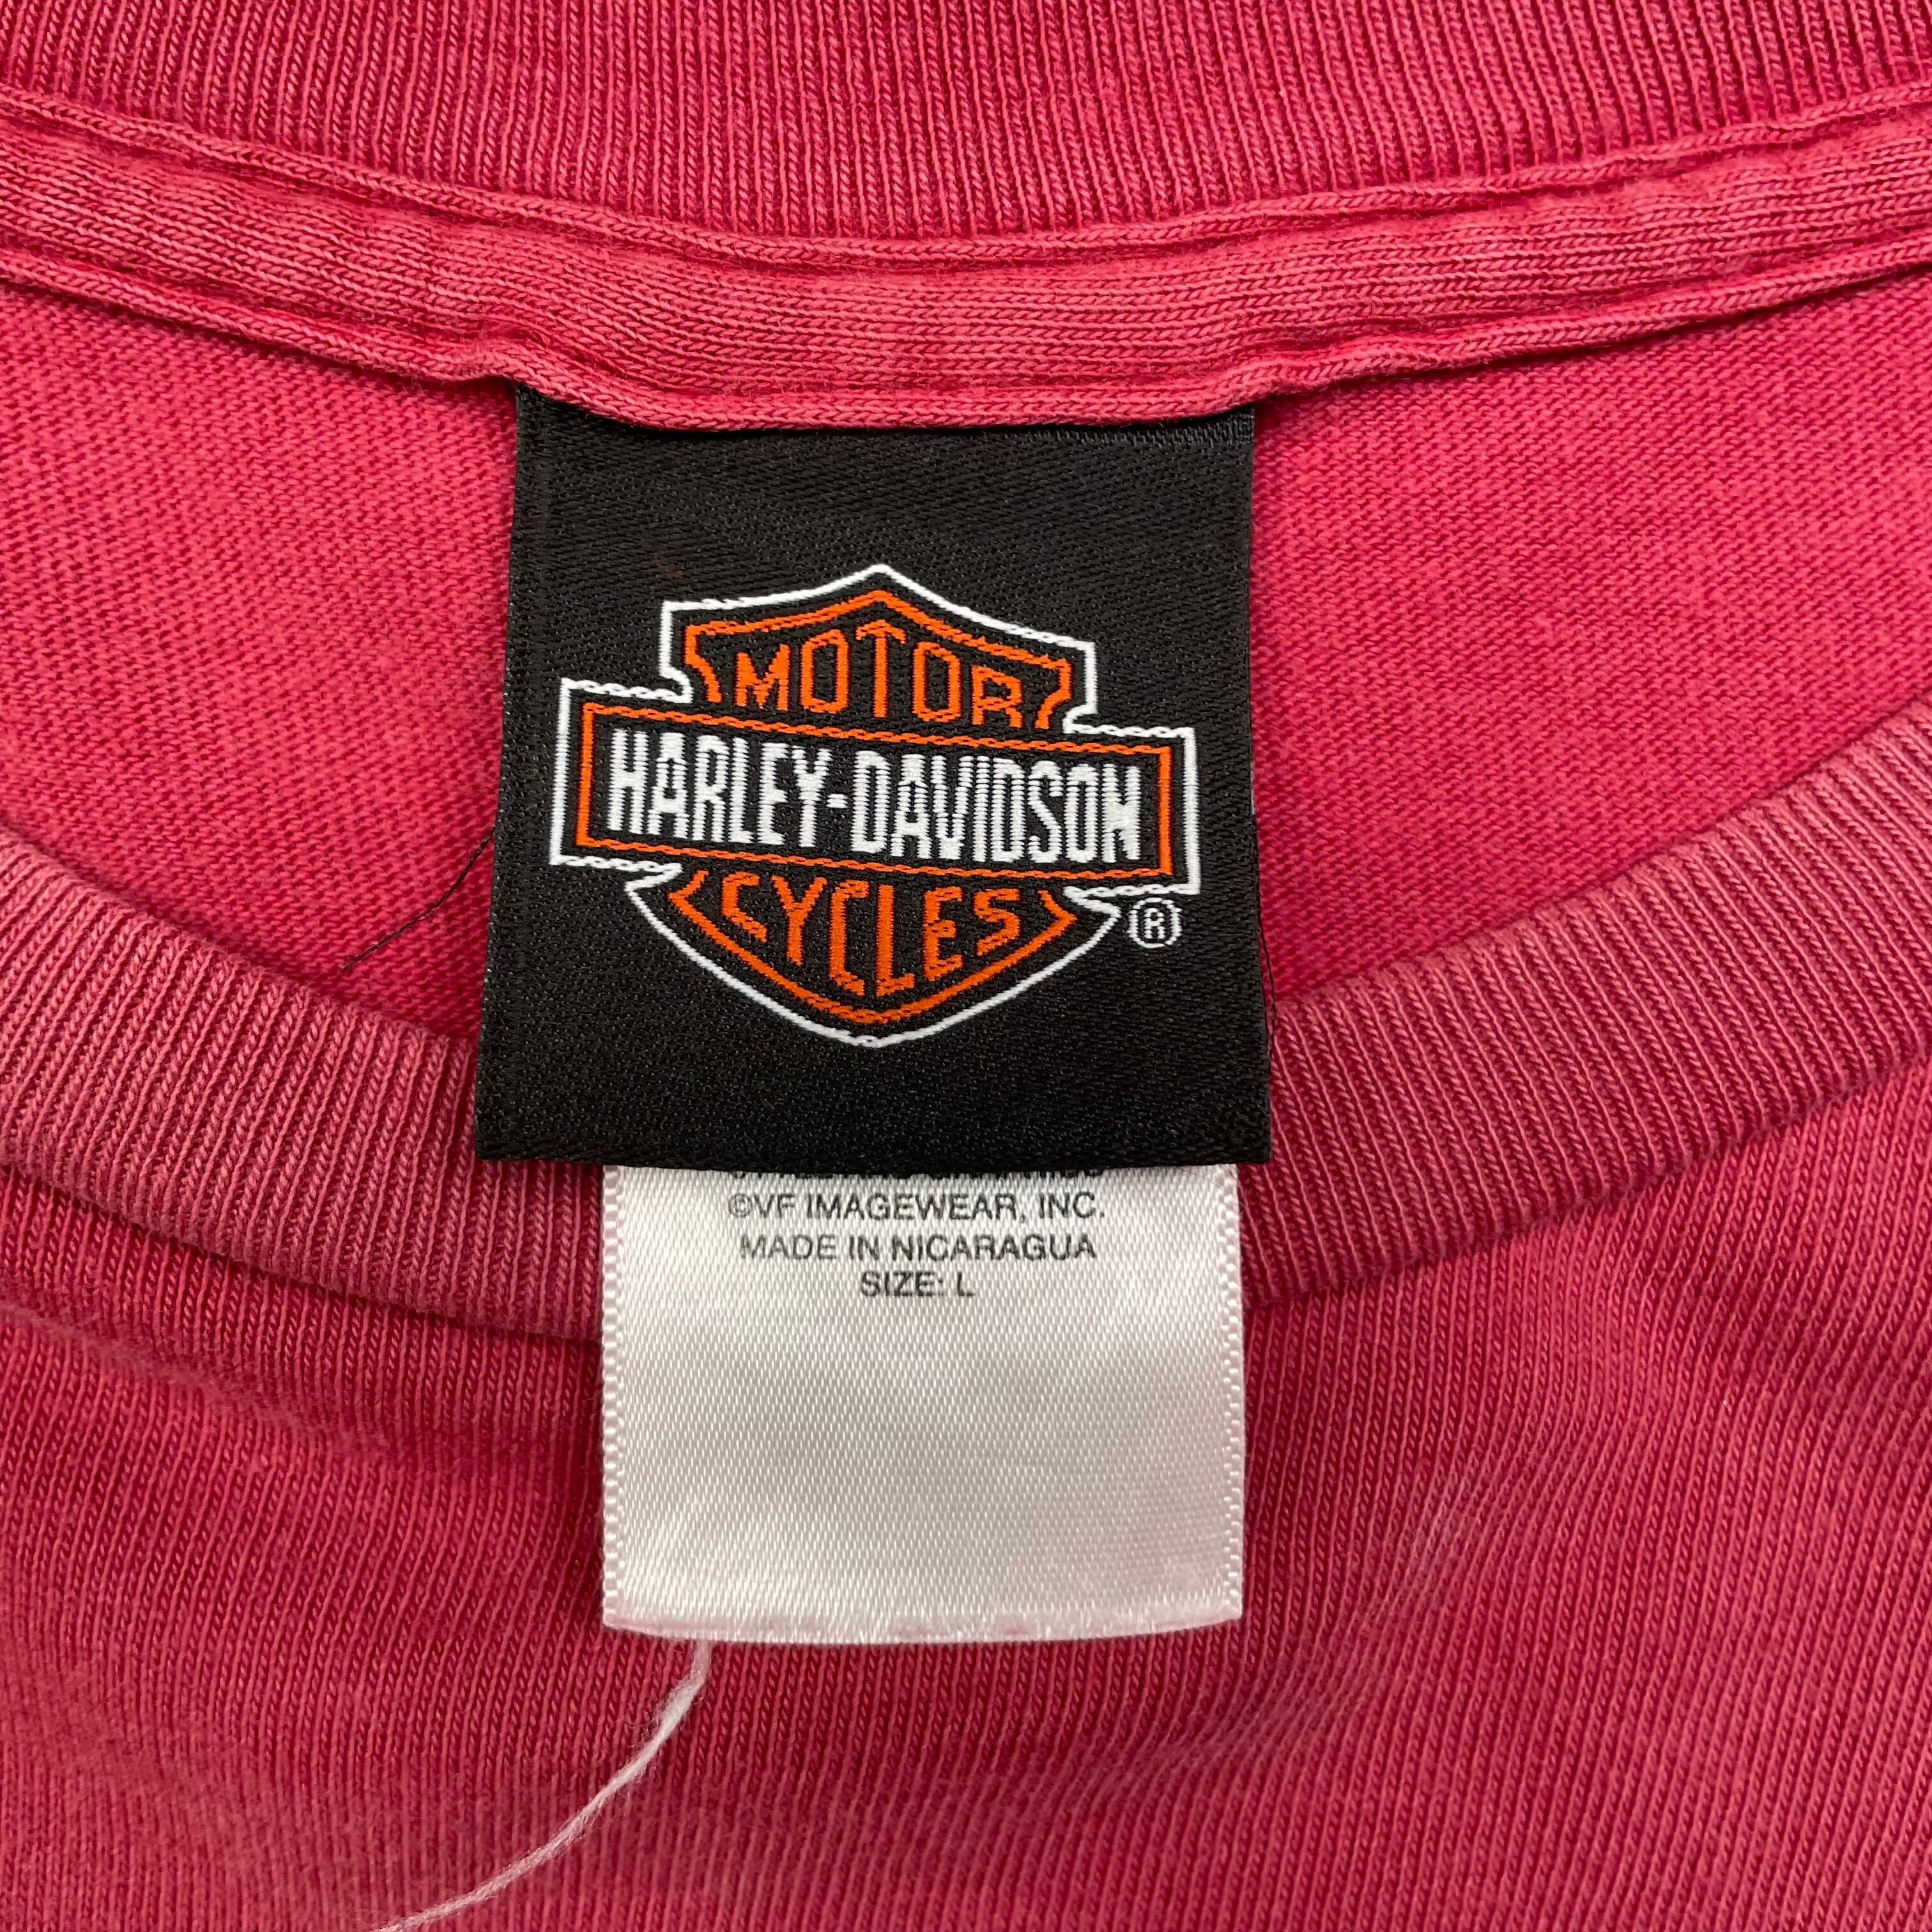 MOTOR
HARLEY-DAVIDSON
CYCLES
®
©VF IMAGEWEAR, INC.
MADE IN NICARAGUA
SIZE: L